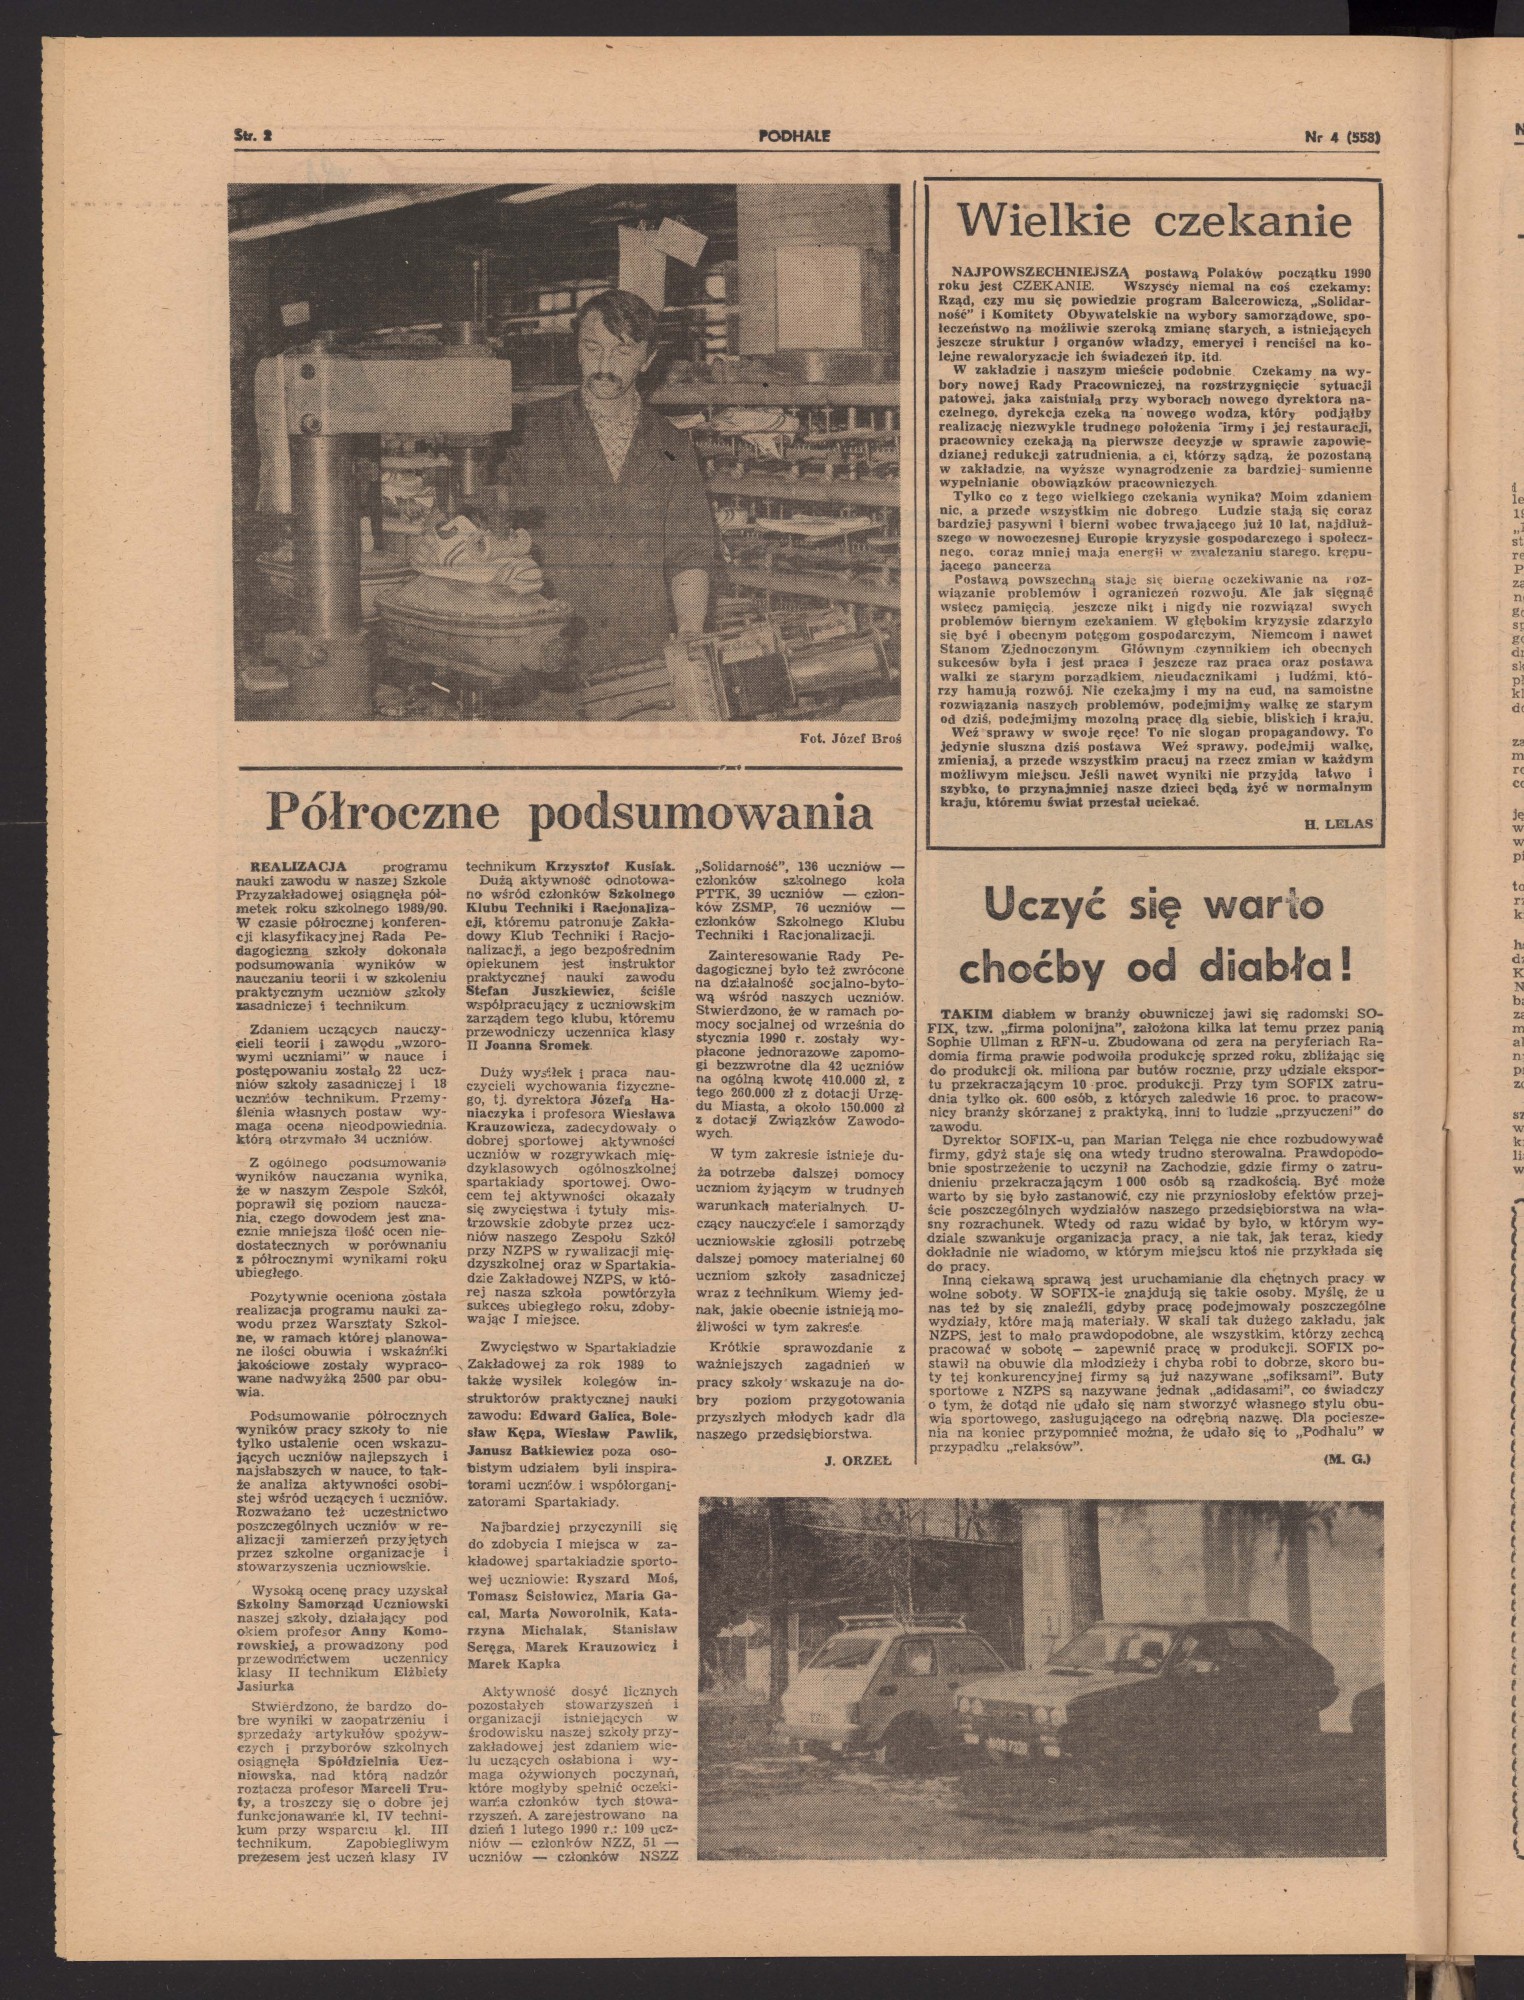 Str. 2
PODHALE
Nr 4 (558)
Fot. Józef Broś
Półroczne podsumowania
REALIZACJA programu
nauki zawodu w naszej Szkole
Przyzakładowej osiągnęła pół-
metek roku szkolnego 1989/90.
W czasie półrocznej konferen-
cji klasyfikacyjnej Rada Pe-
dagogiczna szkoły dokonała
podsumowania wyników w
nauczaniu teorii i w szkoleniu
praktycznym uczniów szkoły
zasadniczej i technikum.
Zdaniem uczących nauczy-
cieli teorii i zawodu „wzoro-
wymi uczniami” w nauce i
postępowaniu zostało 22 ucz-
niów szkoły zasadniczej i 18
uczniów technikum. Przemy-
ślenia własnych postaw wy-
maga ocena nieodpowiednia,
którą otrzymało 34 uczniów.
Z ogólnego podsumowania
wyników nauczania wynika,
że w naszym Zespole Szkół,
poprawił się poziom naucza-
nia, czego dowodem jest zna-
cznie mniejsza ilość ocen nie-
dostatecznych w porównaniu
z półrocznymi wynikami roku
ubiegłego.
Pozytywnie oceniona została
realizacja programu nauki za-
wodu przez Warsztaty Szkol-
ne, w ramach której planowa-
ne ilości obuwia i wskaźniki
jakościowe zostały wypraco-
wane nadwyżką 2500 par obu-
wia.
Podsumowanie półrocznych
wyników pracy szkoły to nie
tylko ustalenie ocen wskazu-
jących uczniów najlepszych i
najsłabszych w nauce, to tak-
że analiza aktywności osobi-
stej wśród uczących i uczniów.
Rozważano też uczestnictwo
poszczególnych uczniów w re-
alizacji zamierzeń przyjętych
przez szkolne organizacje i
stowarzyszenia uczniowskie.
Wysoką ocenę pracy uzyskał
Szkolny Samorząd Uczniowski
naszej szkoły, działający pod
okiem profesor Anny Komo-
rowskiej, a prowadzony pod
przewodnictwem uczennicy
klasy II technikum Elżbiety
Jasiurka
Stwierdzono, że bardzo do-
bre wyniki w zaopatrzeniu i
sprzedaży artykułów spożyw-
czych i przyborów szkolnych
osiągnęła Spółdzielnia Ucz-
niowska, nad którą nadzór
roztacza profesor Marceli Tru-
ty, a troszczy się o dobre jej
funkcjonowanie kl. IV techni-
kum przy wsparciu kl. III
technikum. Zapobiegliwym
prezesem jest uczeń klasy IV
technikum Krzysztof Kusiak.
Dużą aktywność odnotowa-
no wśród członków Szkolnego
Klubu Techniki i Racjonaliza-
cji, któremu patronuje Zakła-
dowy Klub Techniki i Racjo-
nalizacji, a jego bezpośrednim
opiekunem jest instruktor
praktycznej nauki zawodu
Stefan Juszkiewicz, ściśle
współpracujący z uczniowskim
zarządem tego klubu, któremu
przewodniczy uczennica klasy
II Joanna Sromek.
Duży wysiłek i praca nau-
czycieli wychowania fizyczne-
go, tj. dyrektora Józefa Ha-
niaczyka i profesora Wiesława
Krauzowicza, zadecydowały o
dobrej sportowej aktywności
uczniów w rozgrywkach mię-
dzyklasowych ogólnoszkolnej
spartakiady sportowej. Owo-
cem tej aktywności okazały
się zwycięstwa i tytuły mis-
trzowskie zdobyte przez ucz-
niów naszego Zespołu Szkół
przy NZPS w rywalizacji mię-
dzyszkolnej oraz w Spartakia-
dzie Zakładowej NZPS, w któ-
rej nasza szkoła powtórzyła
sukces ubiegłego roku, zdoby-
wając I miejsce.
Zwycięstwo w Spartakiadzie
Zakładowej za rok 1989 to
także wysiłek kolegów in-
struktorów praktycznej nauki
zawodu: Edward Galica, Bole-
sław Kępa, Wiesław Pawlik,
Janusz Batkiewicz poza oso-
bistym udziałem byli inspira-
torami uczniów i współorgani-
zatorami Spartakiady.
Najbardziej przyczynili się
do zdobycia I miejsca w za-
kładowej spartakiadzie sporto-
wej uczniowie: Ryszard Moś,
Tomasz Ścisłowicz, Maria Ga-
cal, Marta Noworolnik, Kata-
rzyna Michalak, Stanisław
Seręga, Marek Krauzowicz i
Marek Kapka
Aktywność dosyć licznych
pozostałych stowarzyszeń i
organizacji istniejących w
środowisku naszej szkoły przy-
zakładowej jest zdaniem wie-
lu uczących osłabiona i wy-
maga ożywionych poczynań,
które mogłyby spełnić oczeki-
wania członków tych stowa-
rzyszeń. A zarejestrowano na
dzień 1 lutego 1990 r.: 109 ucz-
niów — członków NZZ, 51 —
uczniów — członków NSZZ
„Solidarność”, 136 uczniów —
członków szkolnego koła
PTTK, 39 uczniów — człon-
ków ZSMP, 76 uczniów —
członków Szkolnego Klubu
Techniki i Racjonalizacji.
Zainteresowanie Rady Pe-
dagogicznej było też zwrócone
na działalność socjalno-byto-
wą wśród naszych uczniów.
Stwierdzono, że w ramach po-
mocy socjalnej od września do
stycznia 1990 r. zostały wy-
płacone jednorazowe zapomo-
gi bezzwrotne dla 42 uczniów
na ogólną kwotę 410.000 zł, z
tego 260.000 zł z dotacji Urzę-
du Miasta, a około 150.000 zł
z dotacji Związków Zawodo-
wych.
W tym zakresie istnieje du-
ża potrzeba dalszej pomocy
uczniom żyjącym w trudnych
warunkach materialnych. U-
czący nauczyciele i samorządy
uczniowskie zgłosili potrzebę
dalszej pomocy materialnej 60
uczniom szkoły zasadniczej
wraz z technikum. Wiemy jed-
nak, jakie obecnie istnieją mo-
żliwości w tym zakresie.
Krótkie sprawozdanie z
ważniejszych zagadnień w
pracy szkoły wskazuje na do-
bry poziom przygotowania
przyszłych młodych kadr dla
naszego przedsiębiorstwa.
J. ORZEŁ
Wielkie czekanie
NAJPOWSZECHNIEJSZĄ postawą Polaków początku 1990
roku jest CZEKANIE. Wszyscy niemal na coś czekamy:
Rząd, czy mu się powiedzie program Balcerowicza, „Solidar-
ność” i Komitety Obywatelskie na wybory samorządowe, spo-
łeczeństwo na możliwie szeroką zmianę starych, a istniejących
jeszcze struktur i organów władzy, emeryci i renciści na ko-
lejne rewaloryzacje ich świadczeń itp. itd.
W zakładzie i naszym mieście podobnie. Czekamy na wy-
bory nowej Rady Pracowniczej, na rozstrzygnięcie sytuacji
patowej, jaka zaistniała przy wyborach nowego dyrektora na-
czelnego, dyrekcja czeka na nowego wodza, który podjąłby
realizację niezwykle trudnego położenia firmy i jej restauracji,
pracownicy czekają na pierwsze decyzje w sprawie zapowie-
dzianej redukcji zatrudnienia, a ci, którzy sądzą, że pozostaną
w zakładzie, na wyższe wynagrodzenie za bardziej sumienne
wypełnianie obowiązków pracowniczych.
Tylko co z tego wielkiego czekania wynika? Moim zdaniem
nic, a przede wszystkim nic dobrego. Ludzie stają się coraz
bardziej pasywni i bierni wobec trwającego już 10 lat, najdłuż-
szego w nowoczesnej Europie kryzysie gospodarczego i społecz-
nego, coraz mniej mają energii w zwalczaniu starego, krępu-
jącego pancerza
Postawą powszechną staje się bierne oczekiwanie na roz-
wiązanie problemów i ograniczeń rozwoju. Ale jak sięgnąć
wstecz pamięcią, jeszcze nikt i nigdy nie rozwiązał swych
problemów biernym czekaniem. W głębokim kryzysie zdarzyło
się być i obecnym potęgom gospodarczym, Niemcom i nawet
Stanom Zjednoczonym. Głównym czynnikiem ich obecnych
sukcesów była i jest praca i jeszcze raz praca oraz postawa
walki ze starym porządkiem, nieudacznikami i ludźmi, któ-
rzy hamują rozwój. Nie czekajmy i my na cud, na samoistne
rozwiązania naszych problemów, podejmijmy walkę ze starym
od dziś, podejmijmy mozolną pracę dla siebie, bliskich i kraju.
Weź sprawy w swoje ręce! To nie slogan propagandowy. To
jedynie słuszna dziś postawa Weź sprawy, podejmij walkę,
zmieniaj, a przede wszystkim pracuj na rzecz zmian w każdym
możliwym miejscu. Jeśli nawet wyniki nie przyjdą łatwo i
szybko, to przynajmniej nasze dzieci będą żyć w normalnym
kraju, któremu świat przestał uciekać.
H. LELAS
Uczyć się warto
choćby od diabła!
TAKIM diabłem w branży obuwniczej jawi się radomski SO-
FIX, tzw. „firma polonijna”, założona kilka lat temu przez panią
Sophie Ullman z RFN-u. Zbudowana od zera na peryferiach Ra-
domia firma prawie podwoiła produkcję sprzed roku, zbliżając się
do produkcji ok. miliona par butów rocznie, przy udziale ekspor-
tu przekraczającym 10 proc. produkcji. Przy tym SOFIX zatru-
dnia tylko ok. 600 osób, z których zaledwie 16 proc. to pracow-
nicy branży skórzanej z praktyką, inni to ludzie „przyuczeni” do
zawodu.
Dyrektor SOFIX-u, pan Marian Telęga nie chce rozbudowywać
firmy, gdyż staje się ona wtedy trudno sterowalna. Prawdopodo-
bnie spostrzeżenie to uczynił na Zachodzie, gdzie firmy o zatru-
dnieniu przekraczającym 1 000 osób są rzadkością. Być może
warto by się było zastanowić, czy nie przyniosłoby efektów przej-
ście poszczególnych wydziałów naszego przedsiębiorstwa na wła-
sny rozrachunek. Wtedy od razu widać by było, w którym wy-
dziale szwankuje organizacja pracy, a nie tak, jak teraz, kiedy
dokładnie nie wiadomo, w którym miejscu ktoś nie przykłada się
do pracy.
Inną ciekawą sprawą jest uruchamianie dla chętnych pracy w
wolne soboty. W SOFIX-ie znajdują się takie osoby. Myślę, że u
nas też by się znaleźli, gdyby pracę podejmowały poszczególne
wydziały, które mają materiały. W skali tak dużego zakładu, jak
NZPS, jest to mało prawdopodobne, ale wszystkim, którzy zechcą
pracować w sobotę — zapewnić pracę w produkcji. SOFIX po-
stawił na obuwie dla młodzieży i chyba robi to dobrze, skoro bu-
ty tej konkurencyjnej firmy są już nazywane „sofiksami”. Buty
sportowe z NZPS są nazywane jednak „adidasami”, co świadczy
o tym, że dotąd nie udało się nam stworzyć własnego stylu obu-
wia sportowego, zasługującego na odrębną nazwę. Dla pociesze-
nia na koniec przypomnieć można, że udało się to „Podhalu” w
przypadku „relaksów”.
(M. G.)